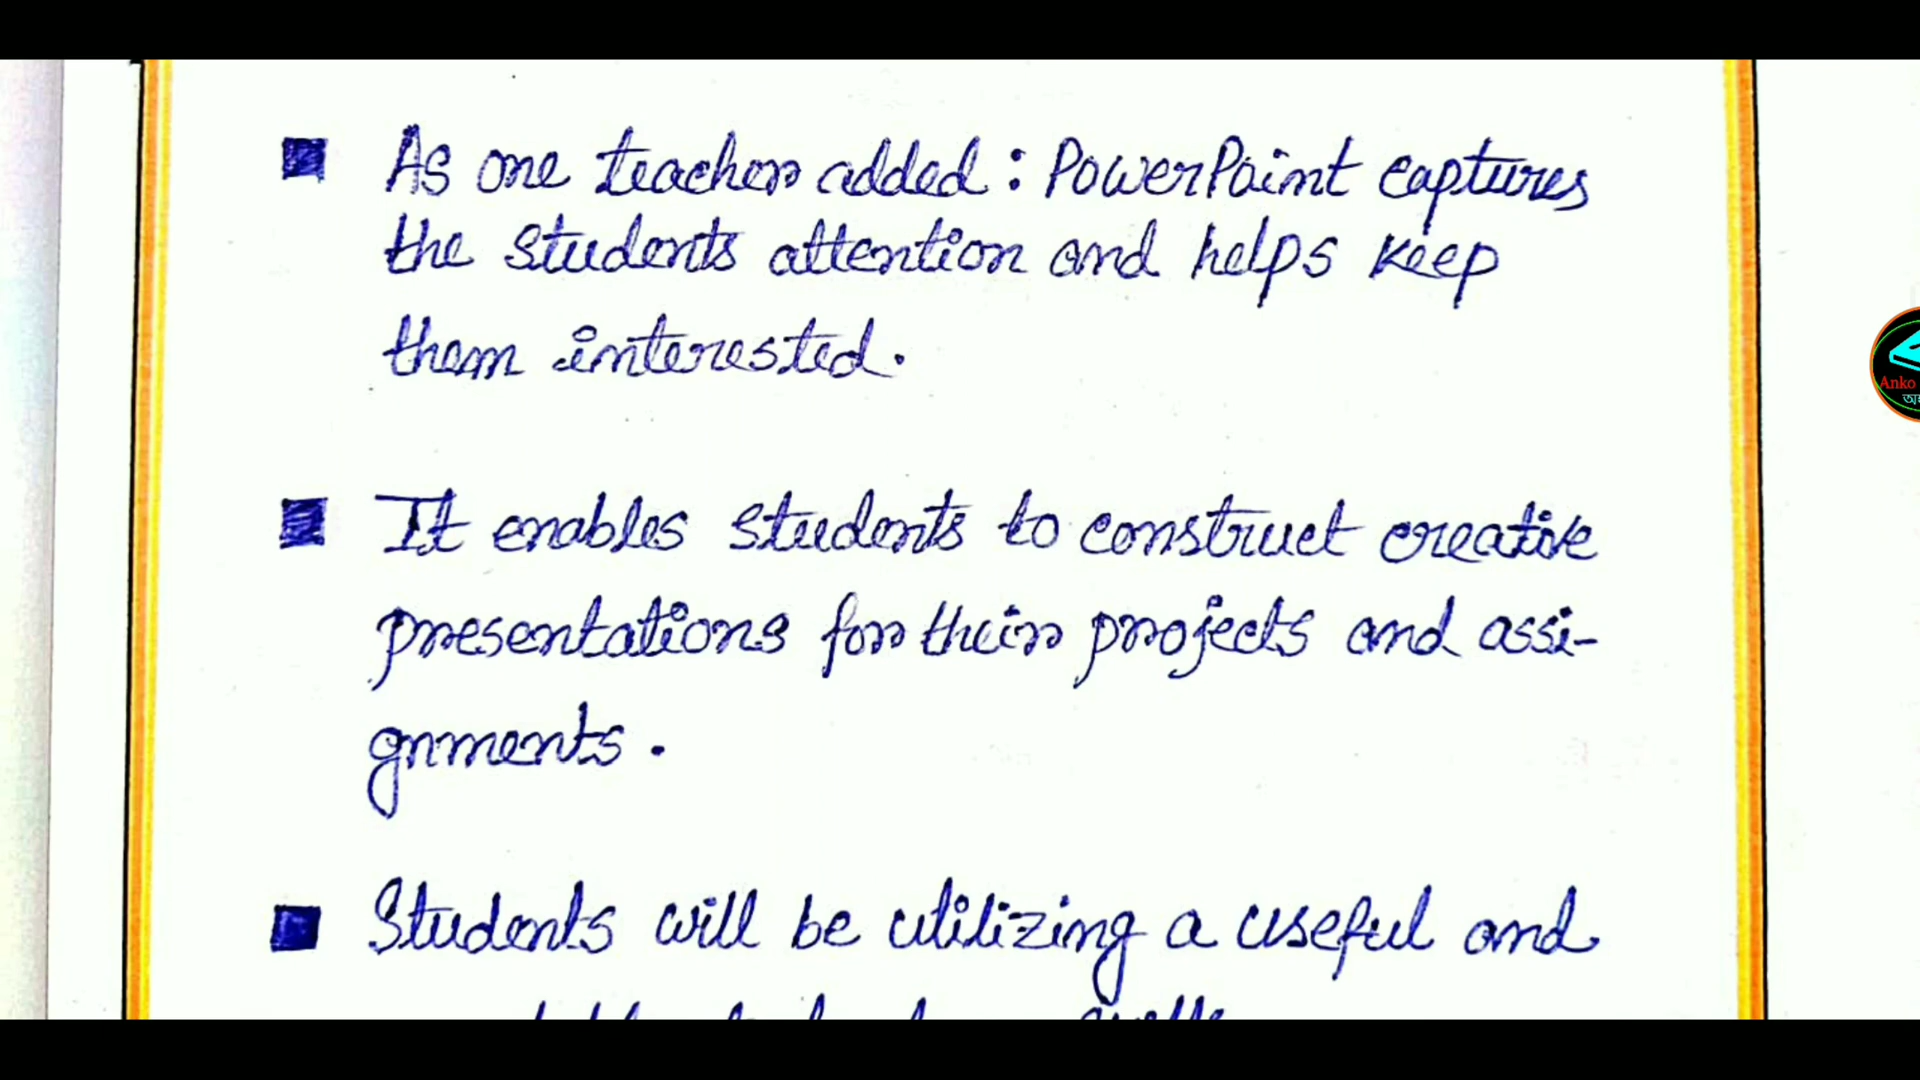 ■ As one teacher added : PowerPoint captures
the students attention and helps keep
them interested.
■ It enables students to construct creative
presentations for their projects and assi-
gnments.
■ Students will be utilizing a useful and
Anko